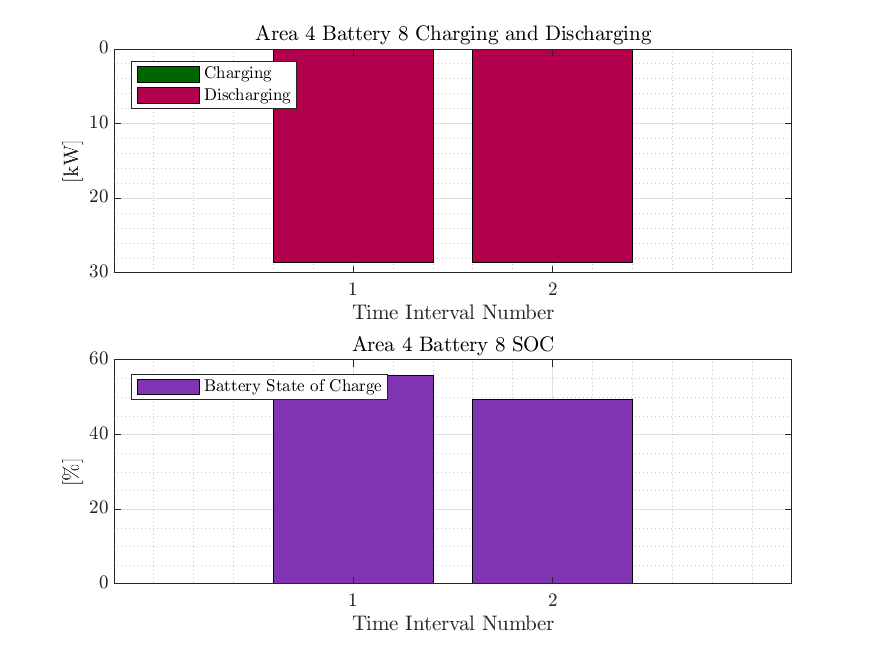 Area 4 Battery 8 Charging and Discharging
0
Charging
Discharging
10
[kW]
20
30
1
2
Time Interval Number
Area 4 Battery 8 SOC
60
Battery State of Charge
40
[%]
20
0
1
2
Time Interval Number